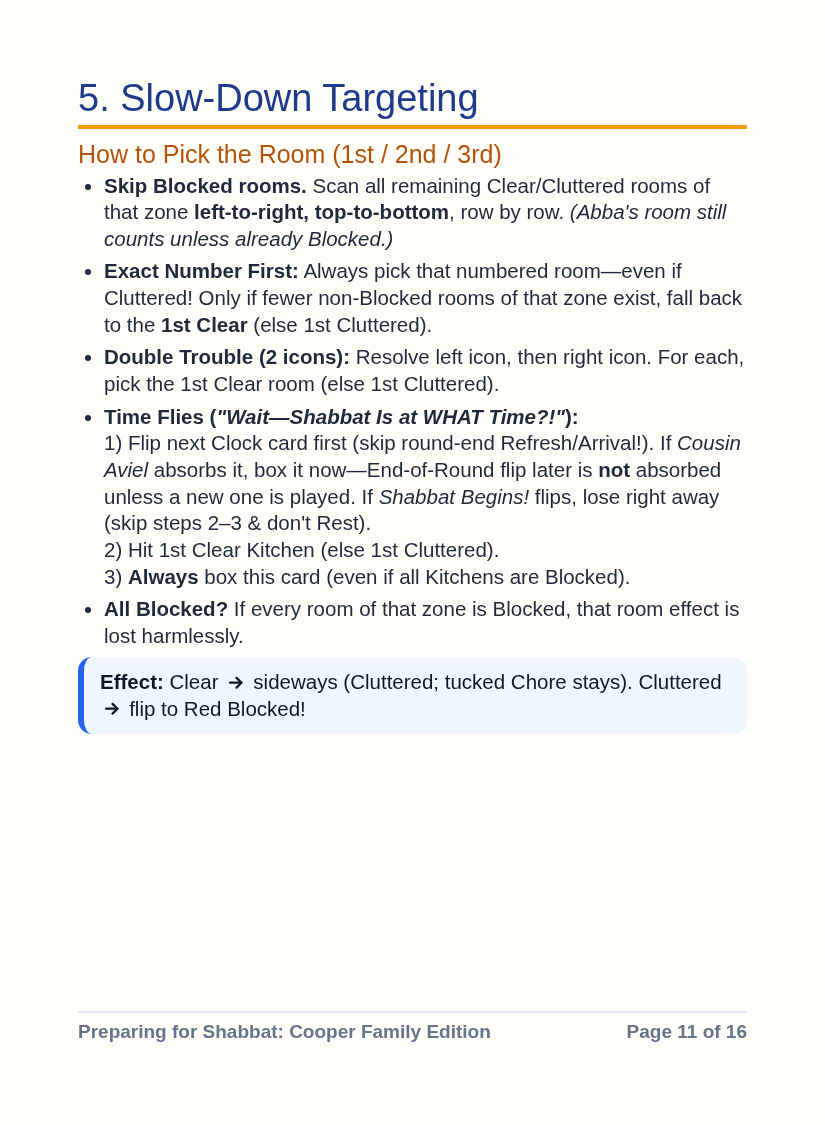 5. Slow-Down Targeting
How to Pick the Room (1st / 2nd / 3rd)
• Skip Blocked rooms. Scan all remaining Clear/Cluttered rooms of
that zone left-to-right, top-to-bottom, row by row. (Abba's room still
counts unless already Blocked.)
• Exact Number First: Always pick that numbered room—even if
Cluttered! Only if fewer non-Blocked rooms of that zone exist, fall back
to the 1st Clear (else 1st Cluttered).
• Double Trouble (2 icons): Resolve left icon, then right icon. For each,
pick the 1st Clear room (else 1st Cluttered).
• Time Flies ("Wait—Shabbat Is at WHAT Time?!"):
1) Flip next Clock card first (skip round-end Refresh/Arrival!). If Cousin
Aviel absorbs it, box it now—End-of-Round flip later is not absorbed
unless a new one is played. If Shabbat Begins! flips, lose right away
(skip steps 2–3 & don't Rest).
2) Hit 1st Clear Kitchen (else 1st Cluttered).
3) Always box this card (even if all Kitchens are Blocked).
• All Blocked? If every room of that zone is Blocked, that room effect is
lost harmlessly.
Effect: Clear → sideways (Cluttered; tucked Chore stays). Cluttered
→ flip to Red Blocked!
Preparing for Shabbat: Cooper Family Edition
Page 11 of 16